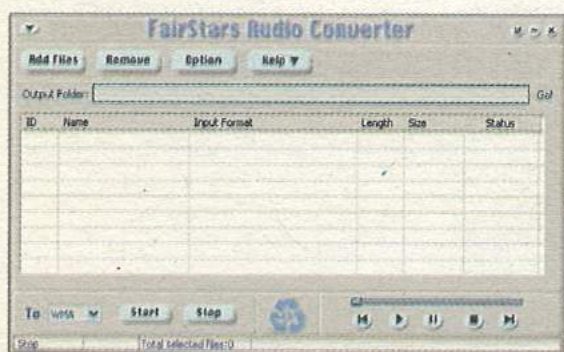 FairStars Audio Converter
Add Files Remove Option Help
Output Folder: Go!
ID Name Input Format Length Size Status
To WMA Start Stop
Stop Total selected files:0